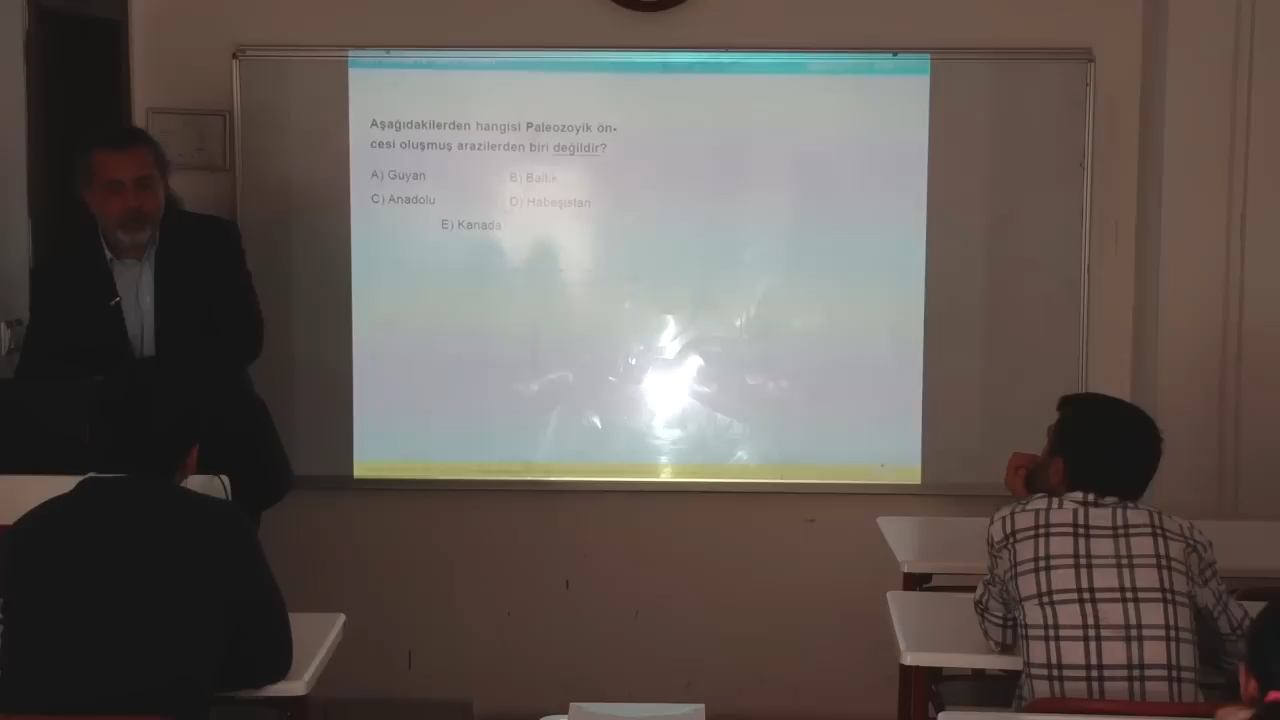 Aşağıdakilerden hangisi Paleozoyik ön-
cesi oluşmuş arazilerden biri değildir?
A) Guyan B) Baltık
C) Anadolu D) Habeşistan
E) Kanada